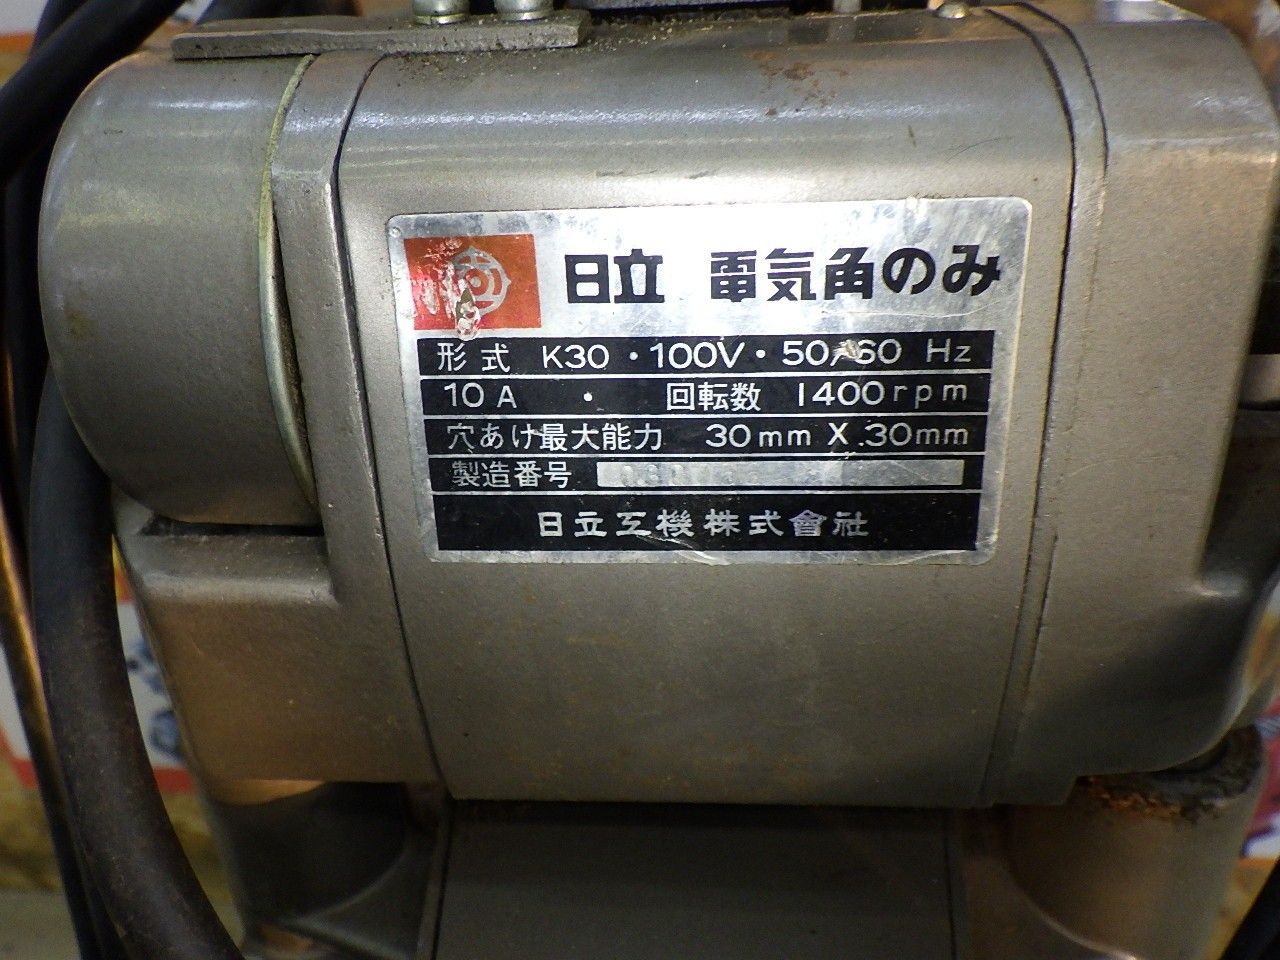 日立 電気角のみ
形式 K30・100V・50/60 Hz
10A ・ 回転数 1400rpm
穴あけ最大能力 30mm X 30mm
製造番号
日立工機株式會社